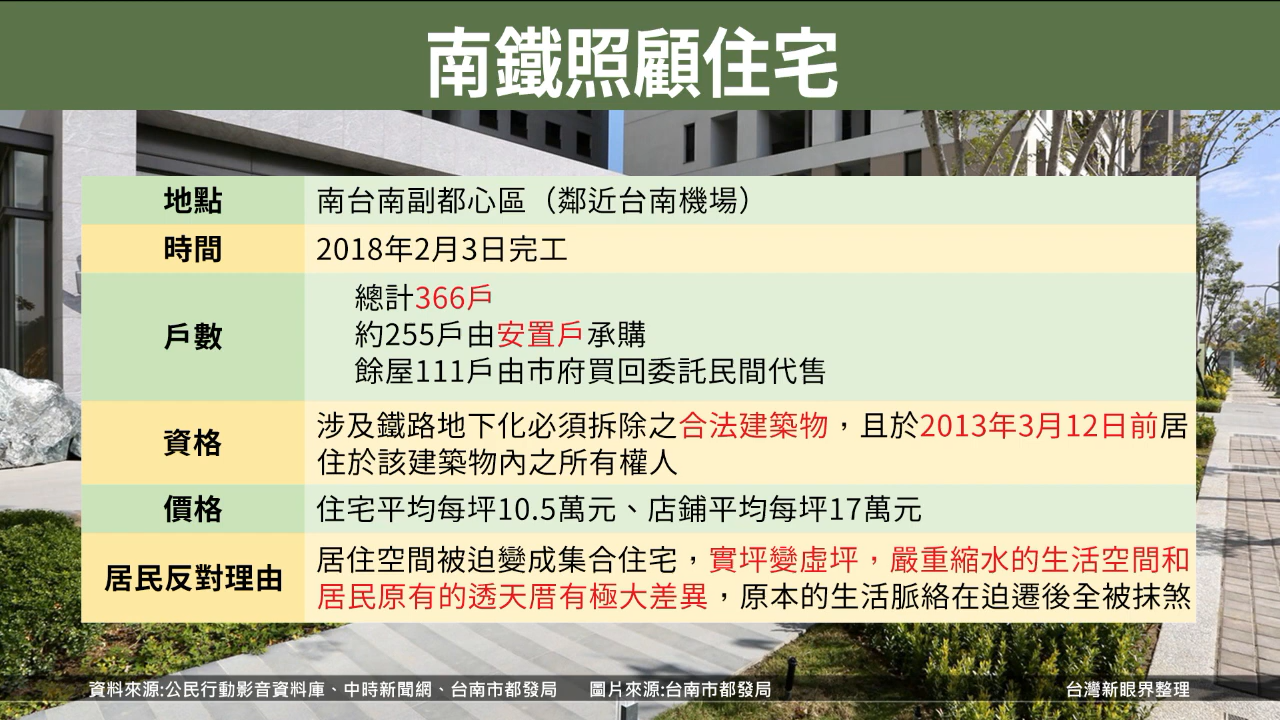 南鐵照顧住宅
地點
南台南副都心區（鄰近台南機場）
時間
2018年2月3日完工
戶數
總計366戶
約255戶由安置戶承購
餘屋111戶由市府買回委託民間代售
資格
涉及鐵路地下化必須拆除之合法建築物，且於2013年3月12日前居
住於該建築物內之所有權人
價格
住宅平均每坪10.5萬元、店鋪平均每坪17萬元
居民反對理由
居住空間被迫變成集合住宅，實坪變虛坪，嚴重縮水的生活空間和
居民原有的透天厝有極大差異，原本的生活脈絡在迫遷後全被抹煞
資料來源:公民行動影音資料庫、中時新聞網、台南市都發局
圖片來源:台南市都發局
台灣新眼界整理